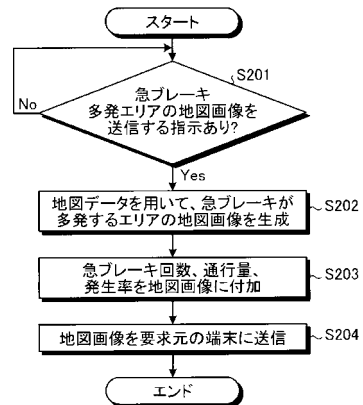 スタート
S201
急ブレーキ
多発エリアの地図画像を
送信する指示あり?
No
Yes
地図データを用いて、急ブレーキが
多発するエリアの地図画像を生成
S202
急ブレーキ回数、通行量、
発生率を地図画像に付加
S203
地図画像を要求元の端末に送信
S204
エンド